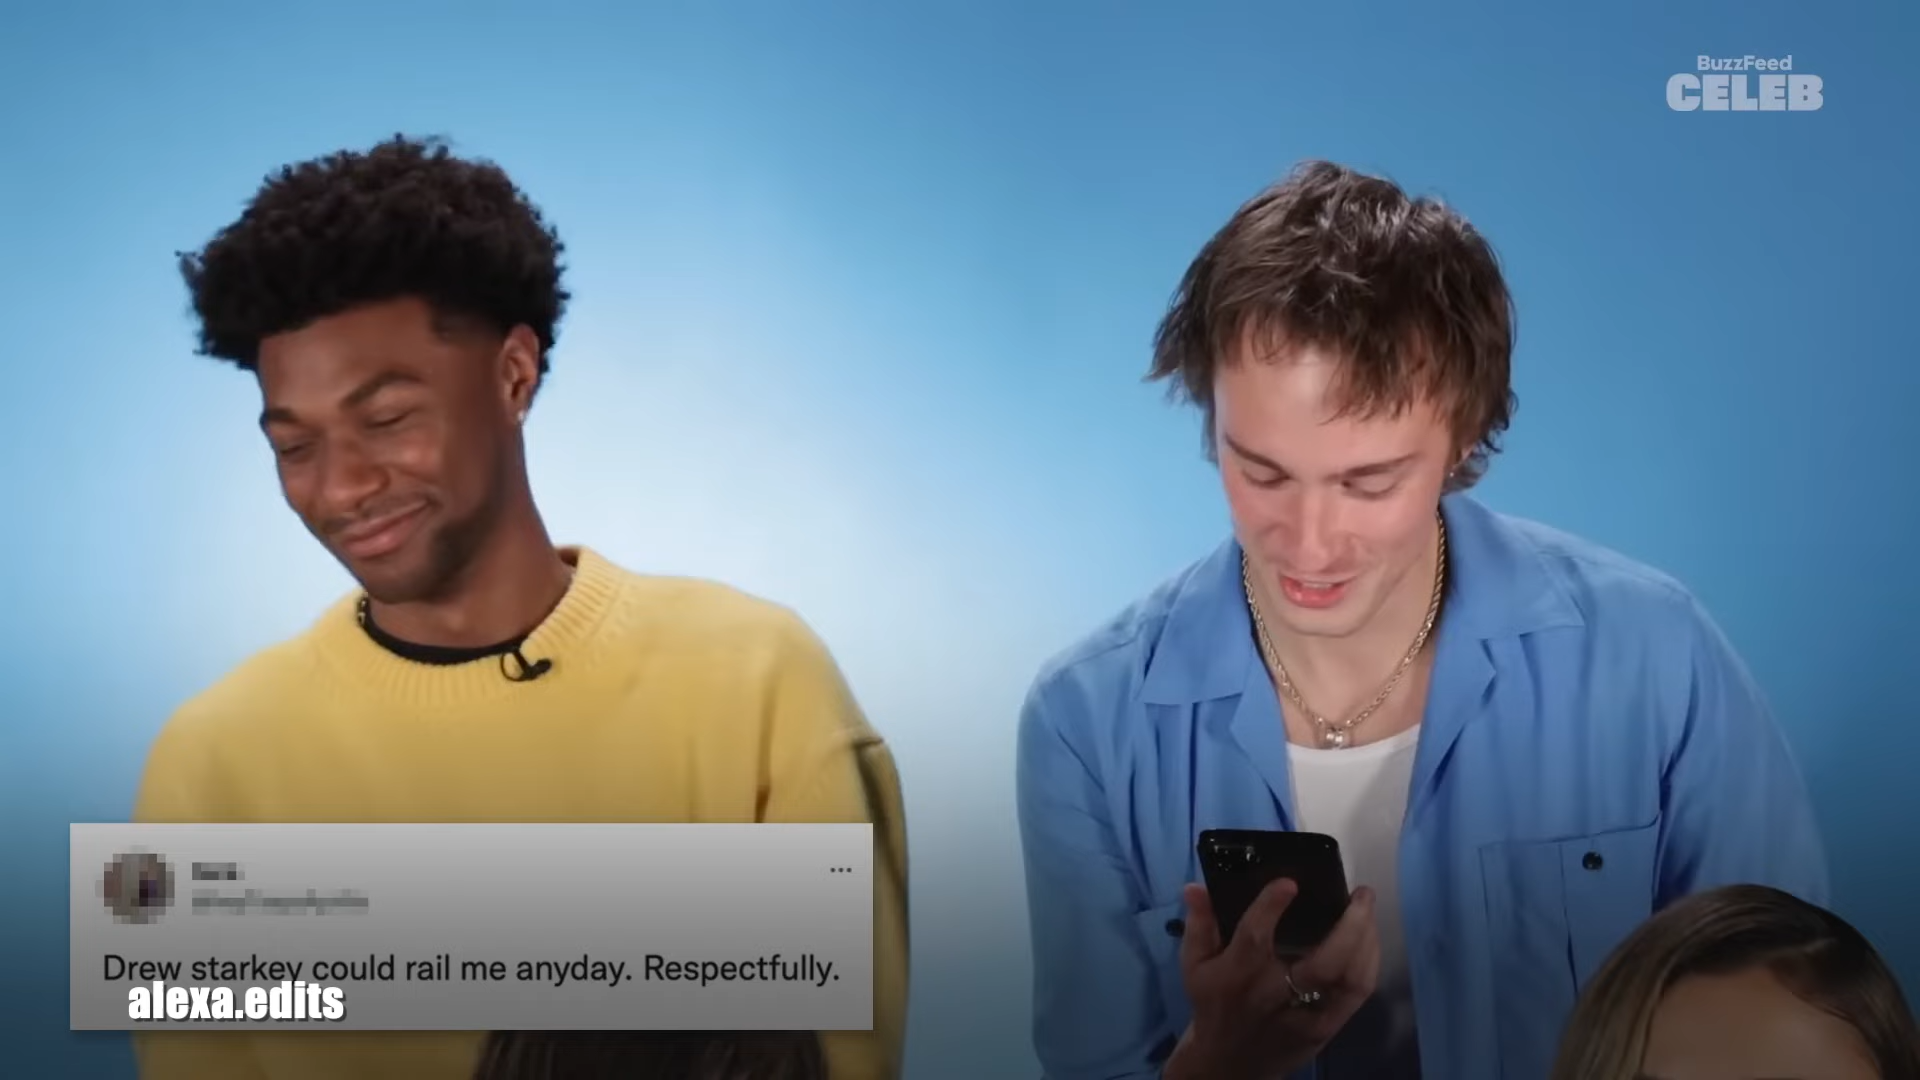 BuzzFeed
CELEB
Drew starkey could rail me anyday. Respectfully.
alexa.edits